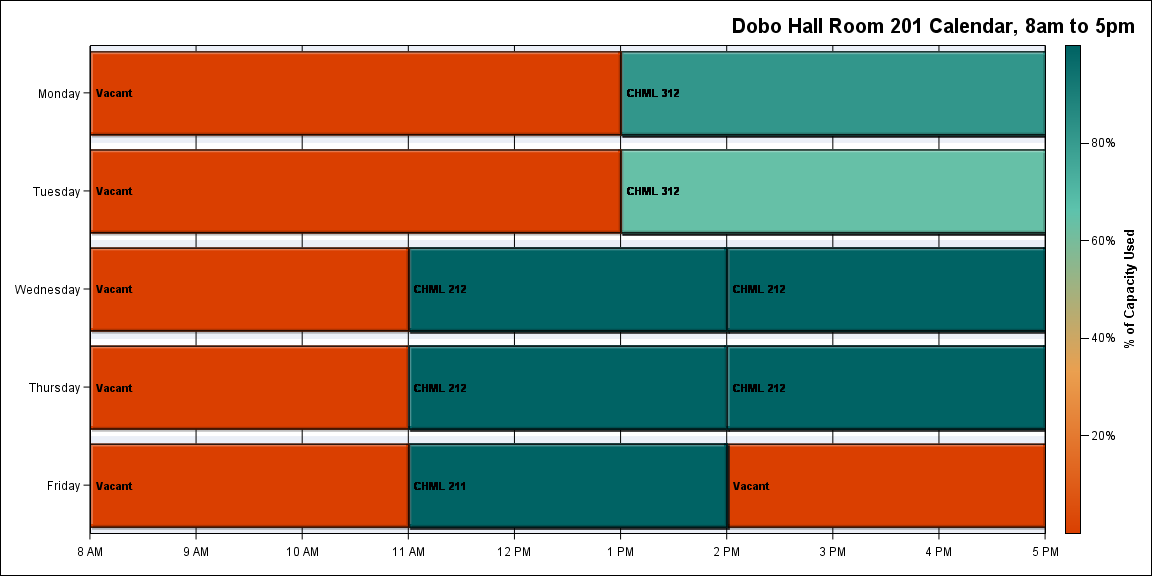 Dobo Hall Room 201 Calendar, 8am to 5pm
Monday
Vacant
CHML 312
Tuesday
Vacant
CHML 312
Wednesday
Vacant
CHML 212
CHML 212
Thursday
Vacant
CHML 212
CHML 212
Friday
Vacant
CHML 211
Vacant
8 AM
9 AM
10 AM
11 AM
12 PM
1 PM
2 PM
3 PM
4 PM
5 PM
80%
60%
40%
20%
% of Capacity Used